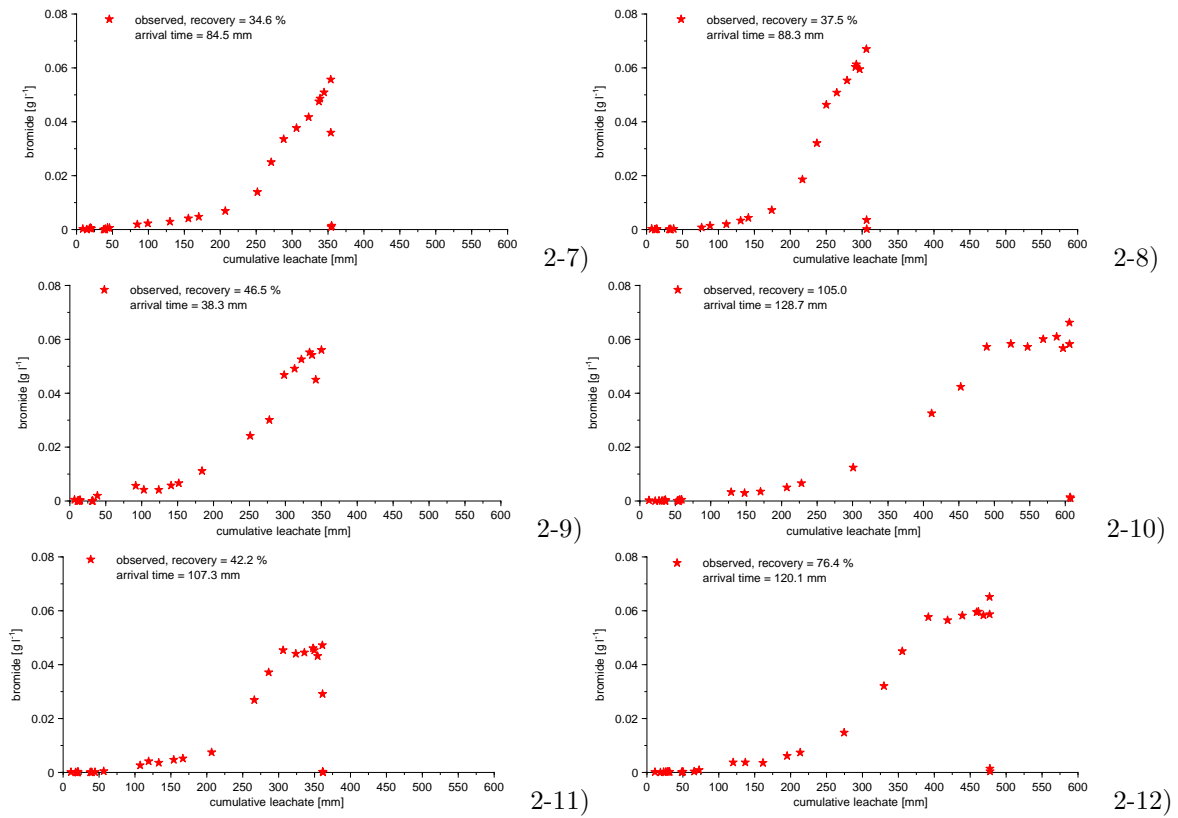 observed, recovery = 34.6 %
arrival time = 84.5 mm
0.08
0.06
0.04
0.02
0
bromide [g l⁻¹]
0 50 100 150 200 250 300 350 400 450 500 550 600
cumulative leachate [mm]
2-7)
observed, recovery = 37.5 %
arrival time = 88.3 mm
0.08
0.06
0.04
0.02
0
bromide [g l⁻¹]
0 50 100 150 200 250 300 350 400 450 500 550 600
cumulative leachate [mm]
2-8)
observed, recovery = 46.5 %
arrival time = 38.3 mm
0.08
0.06
0.04
0.02
0
bromide [g l⁻¹]
0 50 100 150 200 250 300 350 400 450 500 550 600
cumulative leachate [mm]
2-9)
observed, recovery = 105.0
arrival time = 128.7 mm
0.08
0.06
0.04
0.02
0
bromide [g l⁻¹]
0 50 100 150 200 250 300 350 400 450 500 550 600
cumulative leachate [mm]
2-10)
observed, recovery = 42.2 %
arrival time = 107.3 mm
0.08
0.06
0.04
0.02
0
bromide [g l⁻¹]
0 50 100 150 200 250 300 350 400 450 500 550 600
cumulative leachate [mm]
2-11)
observed, recovery = 76.4 %
arrival time = 120.1 mm
0.08
0.06
0.04
0.02
0
bromide [g l⁻¹]
0 50 100 150 200 250 300 350 400 450 500 550 600
cumulative leachate [mm]
2-12)